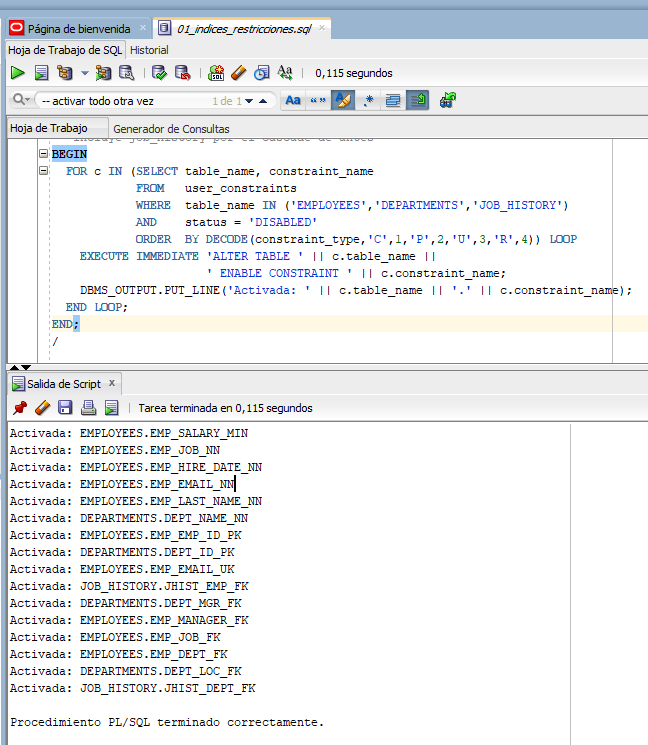 Página de bienvenida
01_indices_restricciones.sql
Hoja de Trabajo de SQL Historial
0,115 segundos
-- activar todo otra vez 1 de 1
Aa “” .*
Hoja de Trabajo Generador de Consultas
BEGIN
FOR c IN (SELECT table_name, constraint_name
FROM user_constraints
WHERE table_name IN ('EMPLOYEES','DEPARTMENTS','JOB_HISTORY')
AND status = 'DISABLED'
ORDER BY DECODE(constraint_type,'C',1,'P',2,'U',3,'R',4)) LOOP
EXECUTE IMMEDIATE 'ALTER TABLE ' || c.table_name ||
' ENABLE CONSTRAINT ' || c.constraint_name;
DBMS_OUTPUT.PUT_LINE('Activada: ' || c.table_name || '.' || c.constraint_name);
END LOOP;
END;
/
Salida de Script x
Tarea terminada en 0,115 segundos
Activada: EMPLOYEES.EMP_SALARY_MIN
Activada: EMPLOYEES.EMP_JOB_NN
Activada: EMPLOYEES.EMP_HIRE_DATE_NN
Activada: EMPLOYEES.EMP_EMAIL_NN
Activada: EMPLOYEES.EMP_LAST_NAME_NN
Activada: DEPARTMENTS.DEPT_NAME_NN
Activada: EMPLOYEES.EMP_EMP_ID_PK
Activada: DEPARTMENTS.DEPT_ID_PK
Activada: EMPLOYEES.EMP_EMAIL_UK
Activada: JOB_HISTORY.JHIST_EMP_FK
Activada: DEPARTMENTS.DEPT_MGR_FK
Activada: EMPLOYEES.EMP_MANAGER_FK
Activada: EMPLOYEES.EMP_JOB_FK
Activada: EMPLOYEES.EMP_DEPT_FK
Activada: DEPARTMENTS.DEPT_LOC_FK
Activada: JOB_HISTORY.JHIST_DEPT_FK
Procedimiento PL/SQL terminado correctamente.